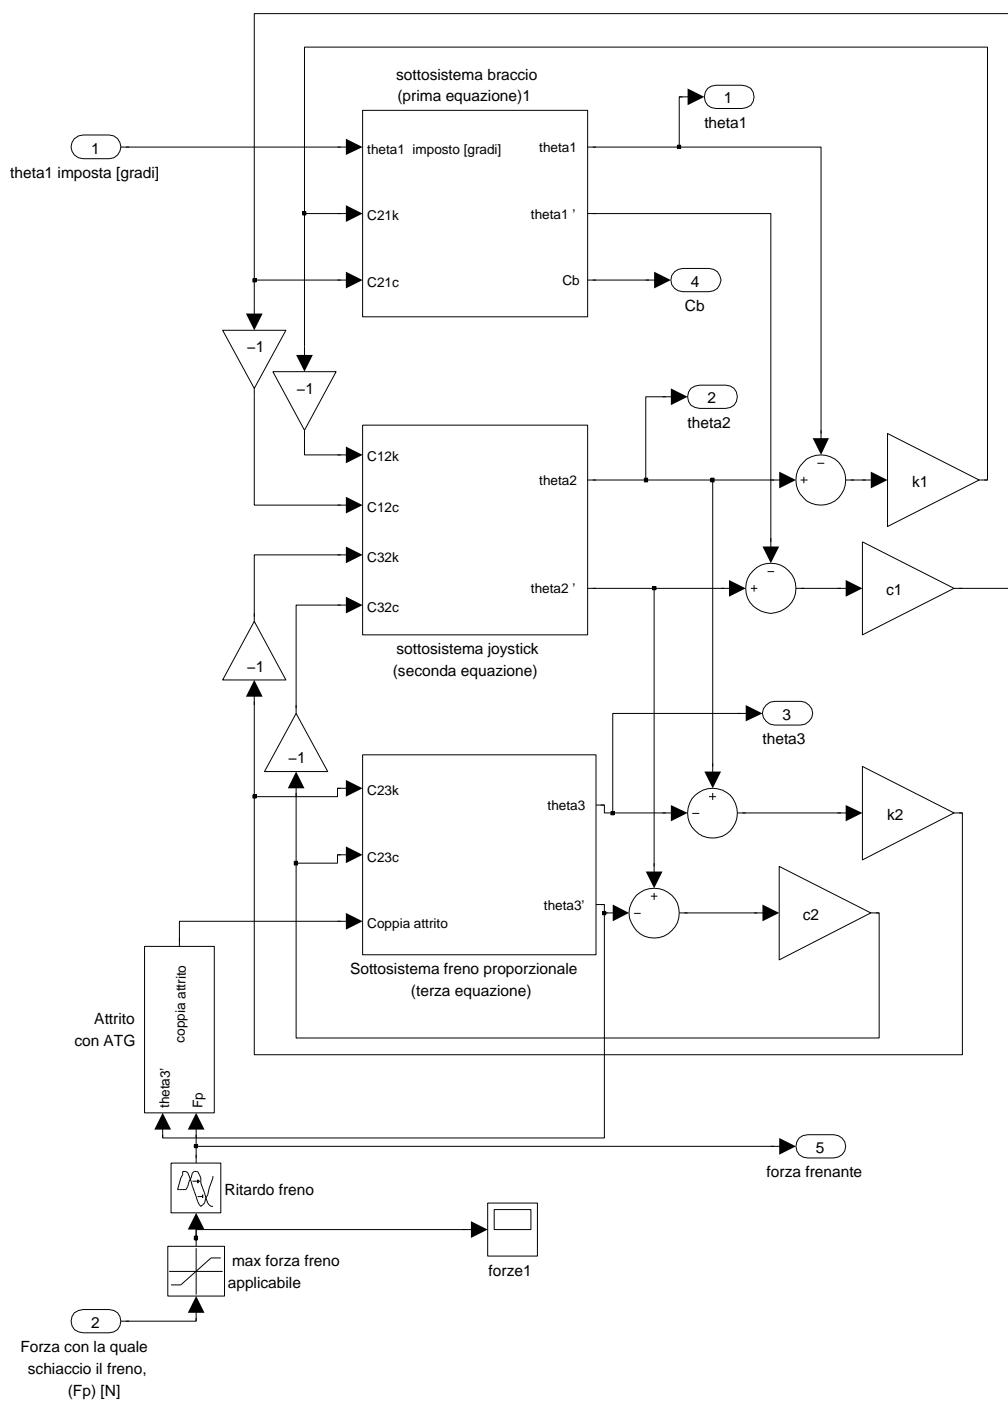 sottosistema braccio
(prima equazione)1
1
theta1
1
theta1 imposta [gradi]
theta1  imposto [gradi]
C21k
C21c
theta1
theta1 ’
Cb
4
Cb
–1
–1
2
theta2
C12k
C12c
C32k
C32c
theta2
theta2 ’
sottosistema joystick
(seconda equazione)
–
+
k1
–
+
c1
–1
–1
3
theta3
C23k
C23c
Coppia attrito
theta3
theta3'
Sottosistema freno proporzionale
(terza equazione)
+
–
k2
+
–
c2
Attrito
con ATG
coppia attrito
theta3'
Fp
5
forza frenante
Ritardo freno
forze1
max forza freno
applicabile
2
Forza con la quale
schiaccio il freno,
(Fp) [N]